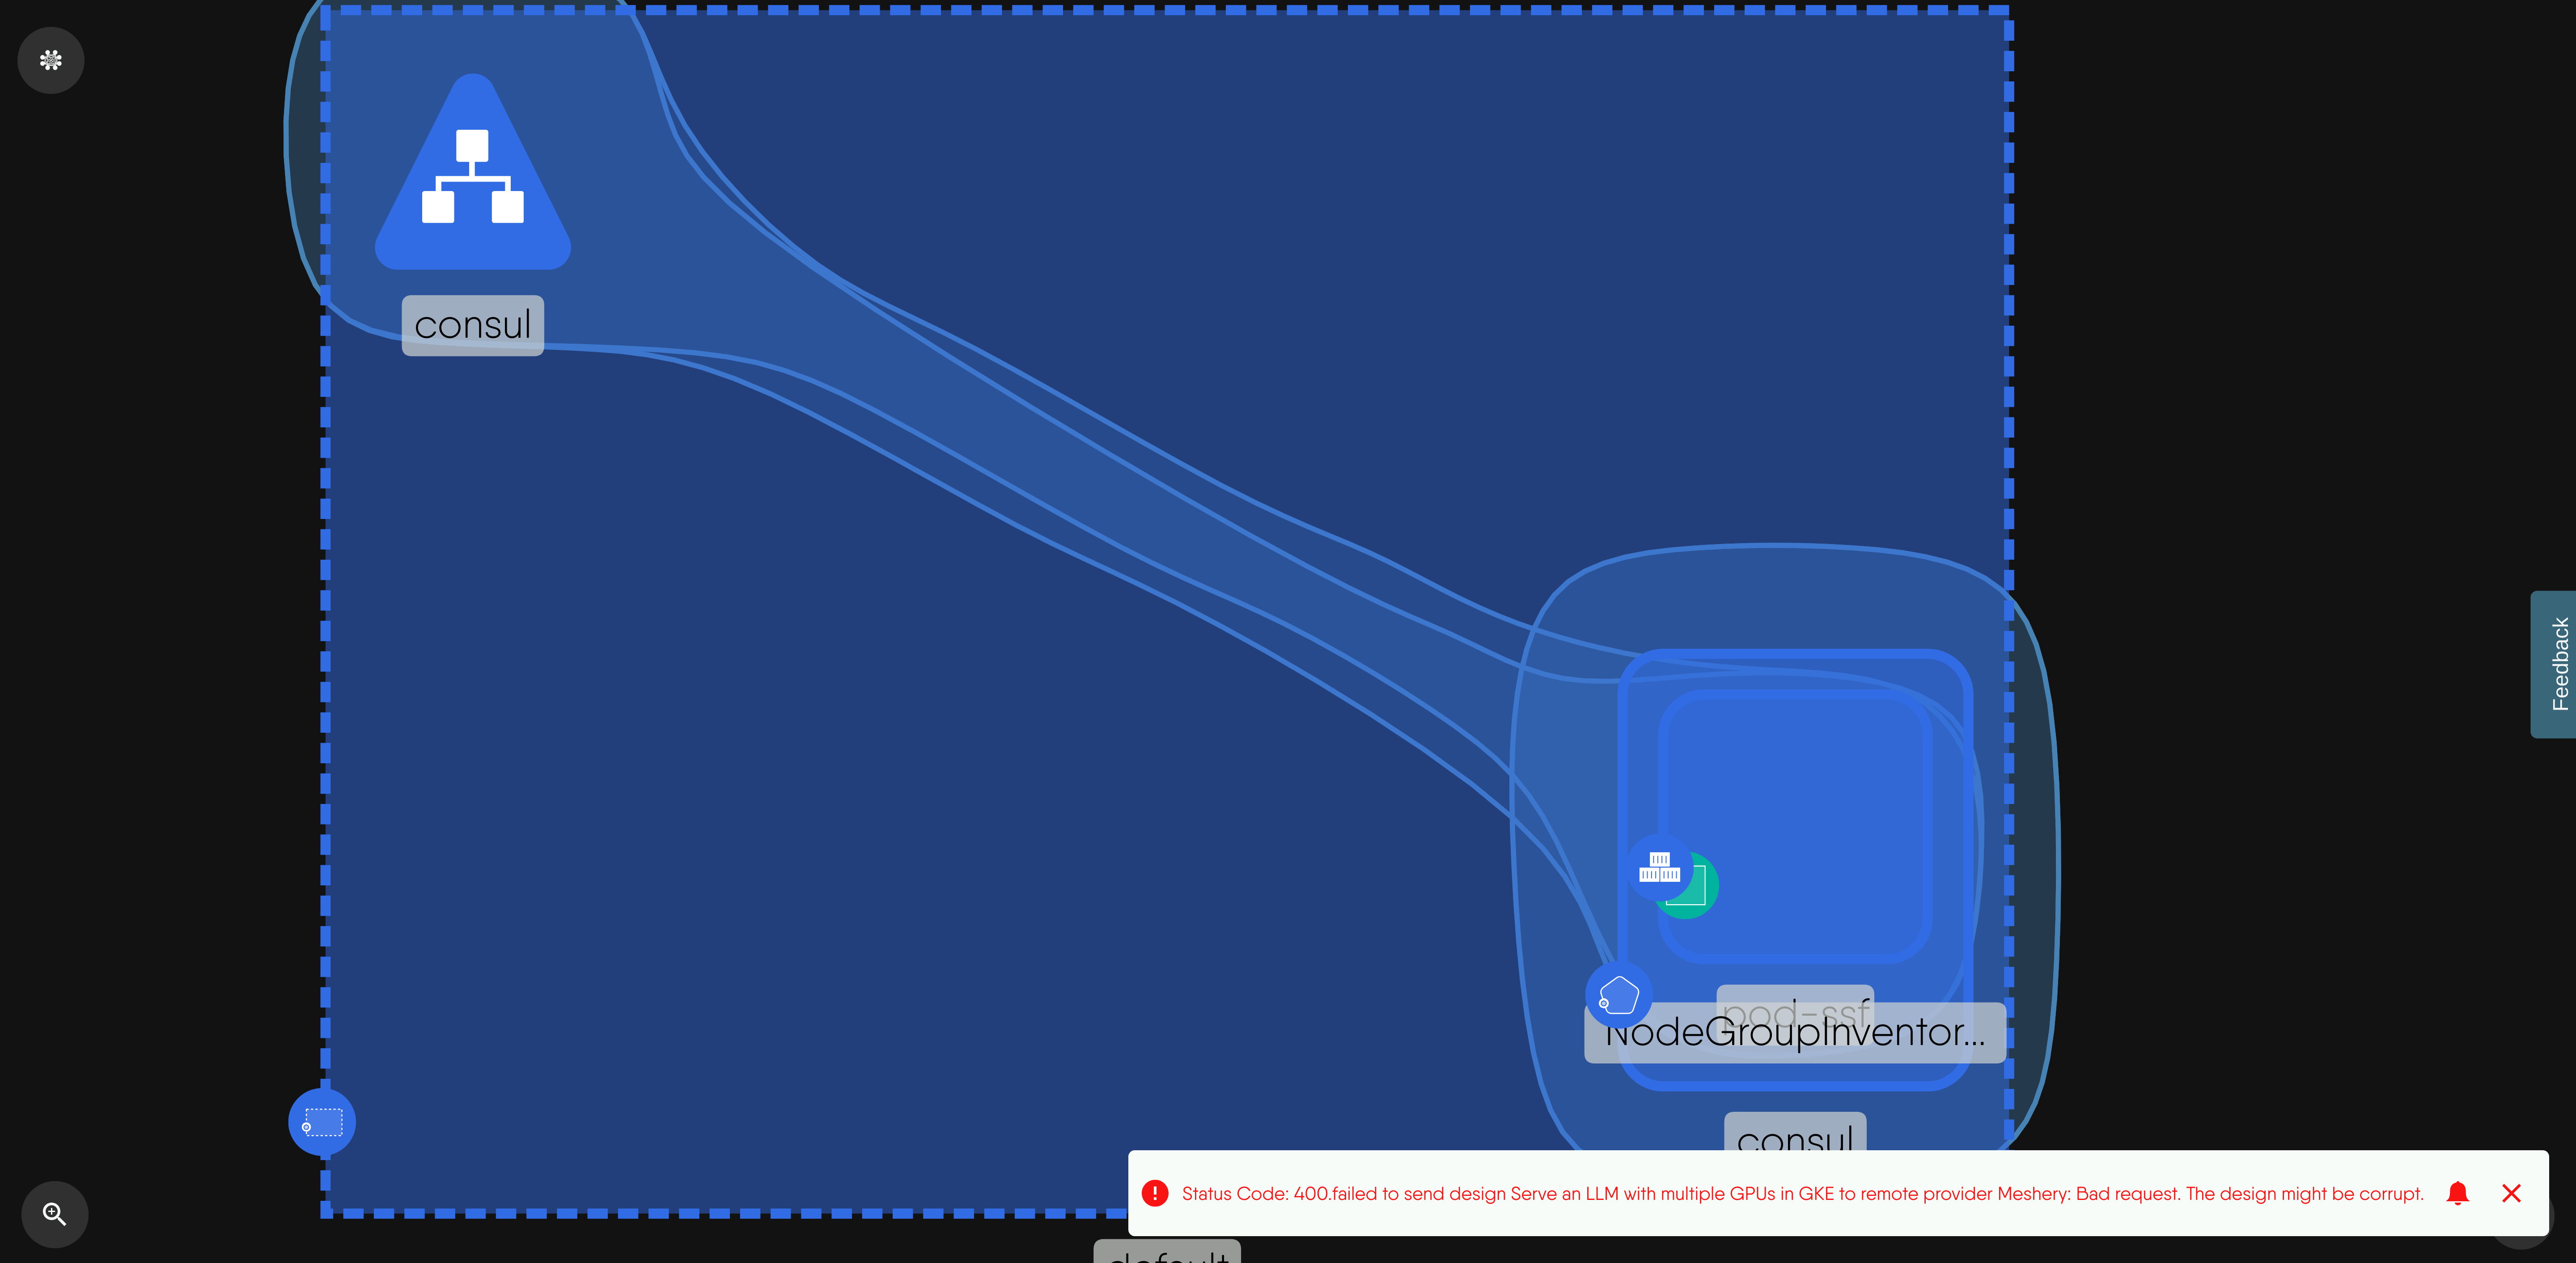 consul
Feedback
pod-ssf
NodeGroupInventor...
consul
Status Code: 400.failed to send design Serve an LLM with multiple GPUs in GKE to remote provider Meshery: Bad request. The design might be corrupt.
default